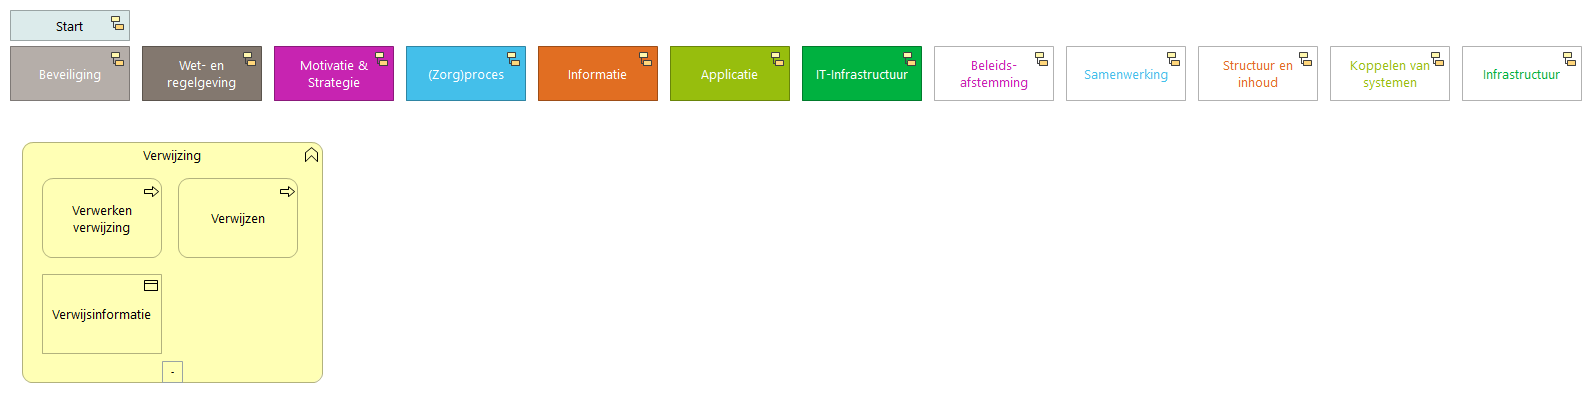 Start
Beveiliging
Wet- en
regelgeving
Motivatie &
Strategie
(Zorg)proces
Informatie
Applicatie
IT-Infrastructuur
Beleids-
afstemming
Samenwerking
Structuur en
inhoud
Koppelen van
systemen
Infrastructuur
Verwijzing
Verwerken
verwijzing
Verwijzen
Verwijsinformatie
-